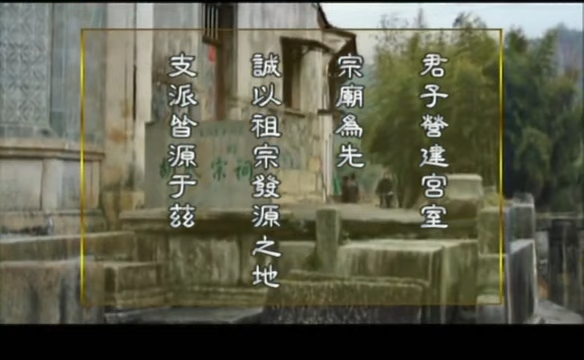 君子營建宮室
宗廟為先
誠以祖宗發源之地
支派皆源于茲